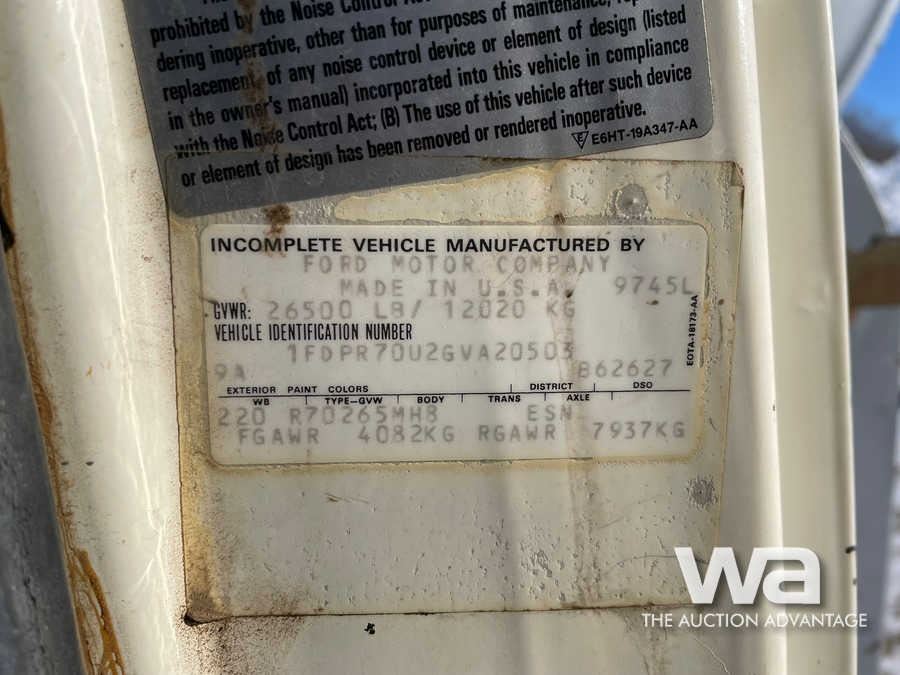 prohibited by the Noise Control
dering inoperative, other than for purposes of maintenance,
replacement of any noise control device or element of design (listed
in the owner's manual) incorporated into this vehicle in compliance
with the Noise Control Act; (B) The use of this vehicle after such device
or element of design has been removed or rendered inoperative.
E6HT-19A347-AA
INCOMPLETE VEHICLE MANUFACTURED BY
FORD MOTOR COMPANY
MADE IN U.S.A. 9745L
GVWR: 26500 LB/ 12020 KG
VEHICLE IDENTIFICATION NUMBER
1FDPR70U2GVA20503
9A B62627
EXTERIOR PAINT COLORS DISTRICT DSO
WB TYPE-GVW BODY TRANS AXLE
220 R70265MH8 ESN
FGAWR 4082KG RGAWR 7937KG
EOTA-18173-AA
wa
THE AUCTION ADVANTAGE